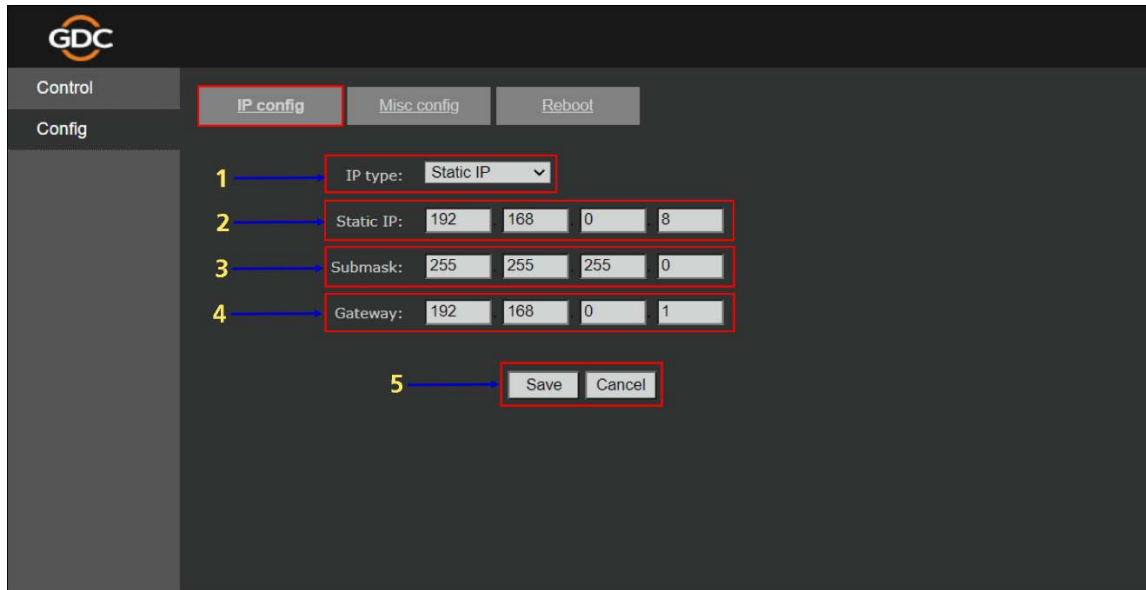 GDC
Control
Config
IP config Misc config Reboot
1 IP type: Static IP
2 Static IP: 192 . 168 . 0 . 8
3 Submask: 255 . 255 . 255 . 0
4 Gateway: 192 . 168 . 0 . 1
5 Save Cancel